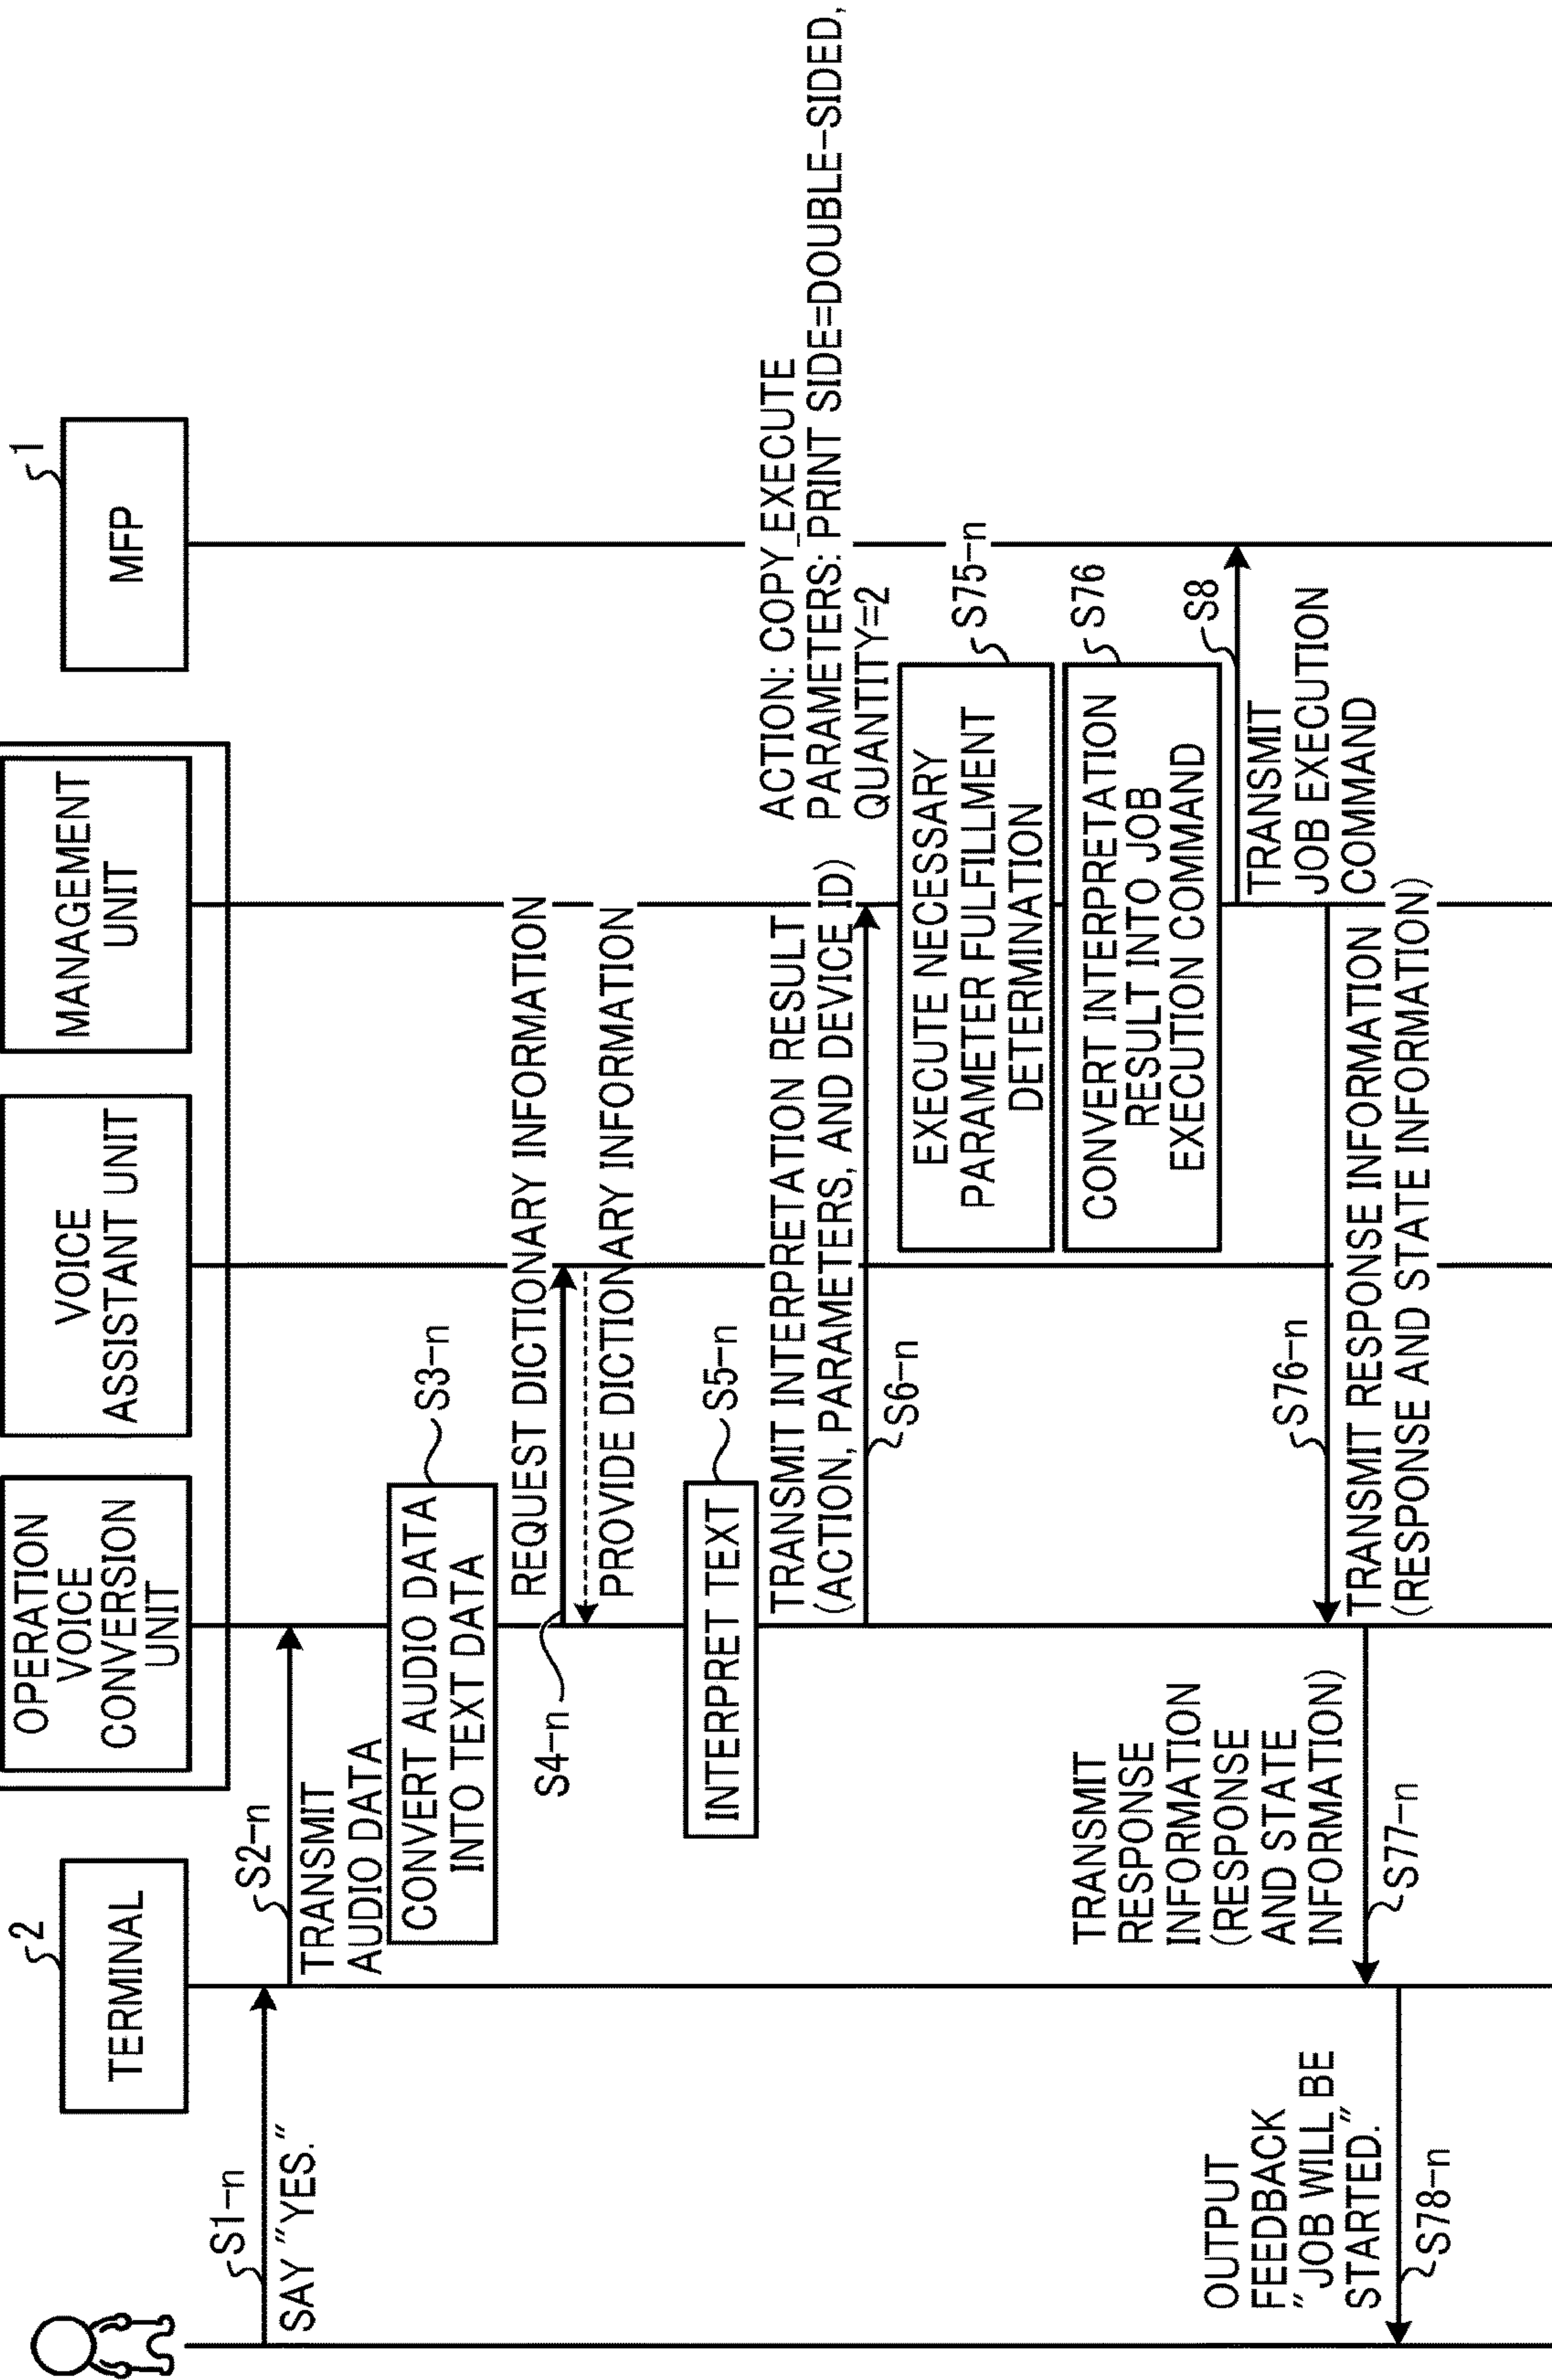 2
TERMINAL
OPERATION
VOICE
CONVERSION
UNIT
VOICE
ASSISTANT UNIT
MANAGEMENT
UNIT
1
MFP
S1-n
SAY "YES."
S2-n
TRANSMIT
AUDIO DATA
CONVERT AUDIO DATA
INTO TEXT DATA
S3-n
REQUEST DICTIONARY INFORMATION
S4-n
PROVIDE DICTIONARY INFORMATION
INTERPRET TEXT
S5-n
TRANSMIT INTERPRETATION RESULT
(ACTION, PARAMETERS, AND DEVICE ID)
S6-n
ACTION: COPY_EXECUTE
PARAMETERS: PRINT SIDE=DOUBLE-SIDED,
QUANTITY=2
EXECUTE NECESSARY
PARAMETER FULFILLMENT
DETERMINATION
S75-n
CONVERT INTERPRETATION
RESULT INTO JOB
EXECUTION COMMAND
S76
S8
TRANSMIT
JOB EXECUTION
COMMAND
S76-n
TRANSMIT RESPONSE INFORMATION
(RESPONSE AND STATE INFORMATION)
TRANSMIT
RESPONSE
INFORMATION
(RESPONSE
AND STATE
INFORMATION)
S77-n
OUTPUT
FEEDBACK
"JOB WILL BE
STARTED."
S78-n